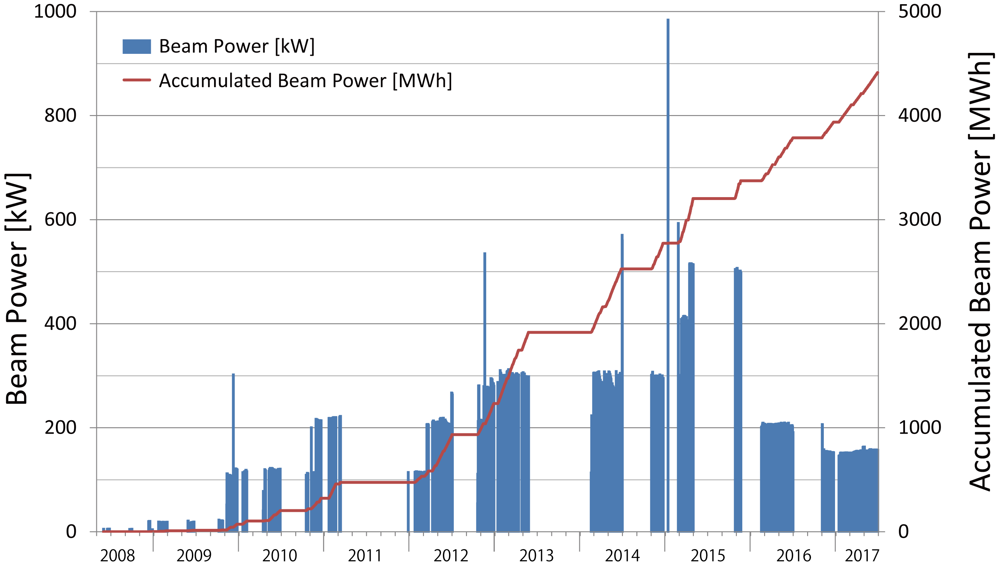 Beam Power [kW]
1000
800
600
400
200
0
Beam Power [kW]
Accumulated Beam Power [MWh]
5000
4000
3000
2000
1000
0
Accumulated Beam Power [MWh]
2008 2009 2010 2011 2012 2013 2014 2015 2016 2017